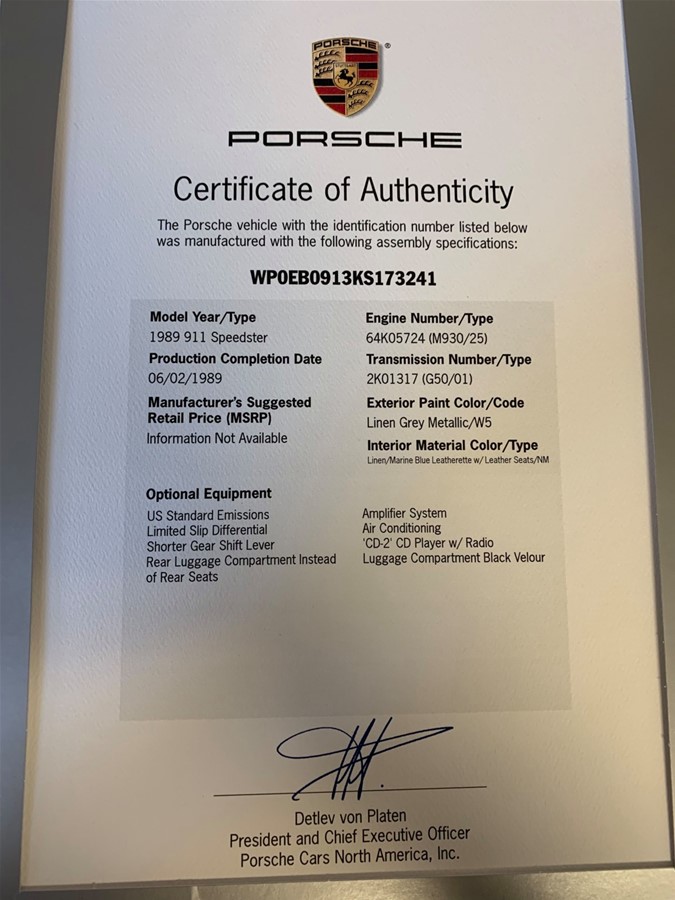 PORSCHE
STUTTGART
PORSCHE
Certificate of Authenticity
The Porsche vehicle with the identification number listed below
was manufactured with the following assembly specifications:
WP0EB0913KS173241
Model Year/Type
1989 911 Speedster
Production Completion Date
06/02/1989
Manufacturer's Suggested
Retail Price (MSRP)
Information Not Available
Engine Number/Type
64K05724 (M930/25)
Transmission Number/Type
2K01317 (G50/01)
Exterior Paint Color/Code
Linen Grey Metallic/W5
Interior Material Color/Type
Linen/Marine Blue Leatherette w/ Leather Seats/NM
Optional Equipment
US Standard Emissions
Limited Slip Differential
Shorter Gear Shift Lever
Rear Luggage Compartment Instead
of Rear Seats
Amplifier System
Air Conditioning
'CD-2' CD Player w/ Radio
Luggage Compartment Black Velour
Detlev von Platen
President and Chief Executive Officer
Porsche Cars North America, Inc.